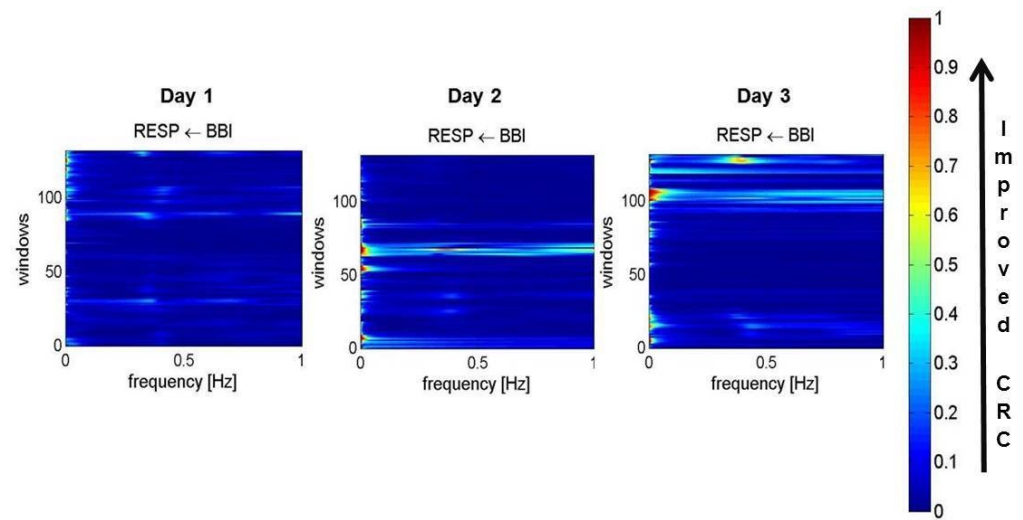 Day 1
RESP ← BBI
windows
100
50
0
0
0.5
1
frequency [Hz]
Day 2
RESP ← BBI
windows
100
50
0
0
0.5
1
frequency [Hz]
Day 3
RESP ← BBI
windows
100
50
0
0
0.5
1
frequency [Hz]
1
0.9
0.8
0.7
0.6
0.5
0.4
0.3
0.2
0.1
0
Improved CRC